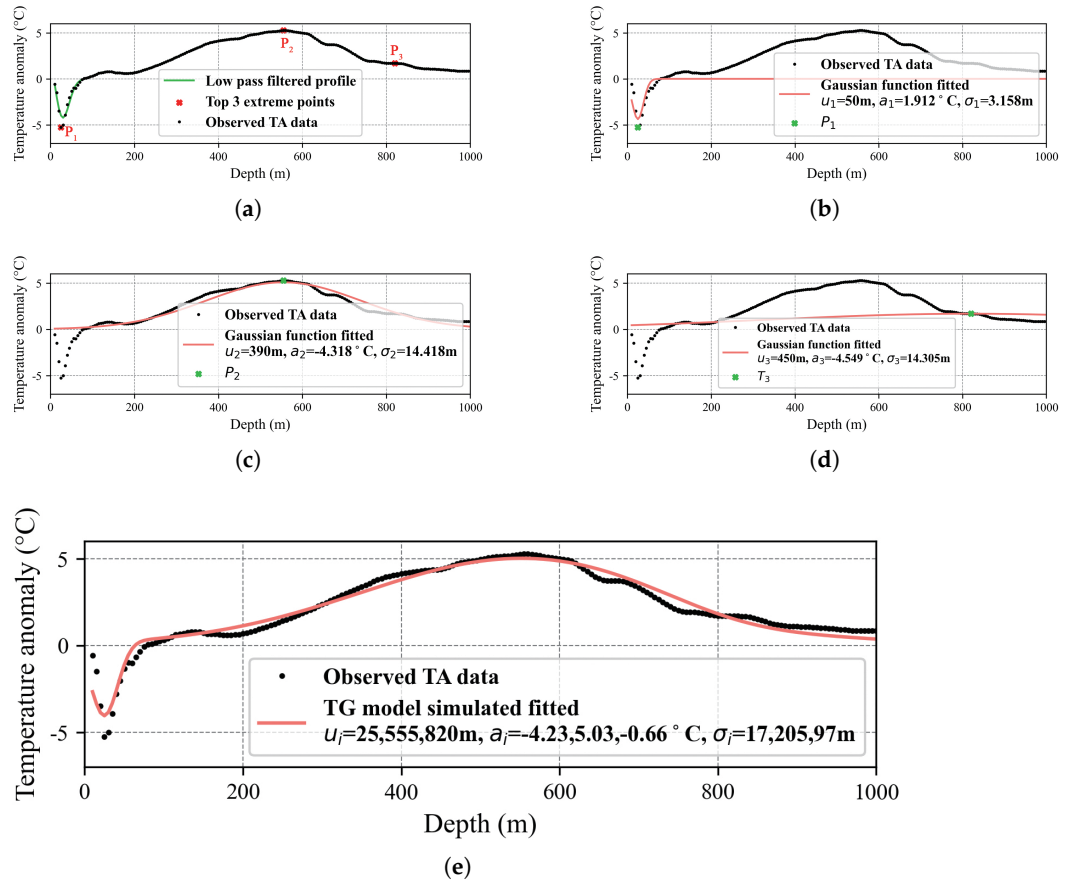 Temperature anomaly (°C)
5
0
-5
P1
P2
P3
Low pass filtered profile
Top 3 extreme points
Observed TA data
0 200 400 600 800 1000
Depth (m)
(a)
Temperature anomaly (°C)
5
0
-5
Observed TA data
Gaussian function fitted
u1=50m, a1=1.912°C, σ1=3.158m
P1
0 200 400 600 800 1000
Depth (m)
(b)
Temperature anomaly (°C)
5
0
-5
Observed TA data
Gaussian function fitted
u2=390m, a2=-4.318°C, σ2=14.418m
P2
0 200 400 600 800 1000
Depth (m)
(c)
Temperature anomaly (°C)
5
0
-5
Observed TA data
Gaussian function fitted
u3=450m, a3=-4.549°C, σ3=14.305m
T3
0 200 400 600 800 1000
Depth (m)
(d)
Temperature anomaly (°C)
5
0
-5
Observed TA data
TG model simulated fitted
ui=25,555,820m, ai=-4.23,5.03,-0.66°C, σi=17,205,97m
0 200 400 600 800 1000
Depth (m)
(e)